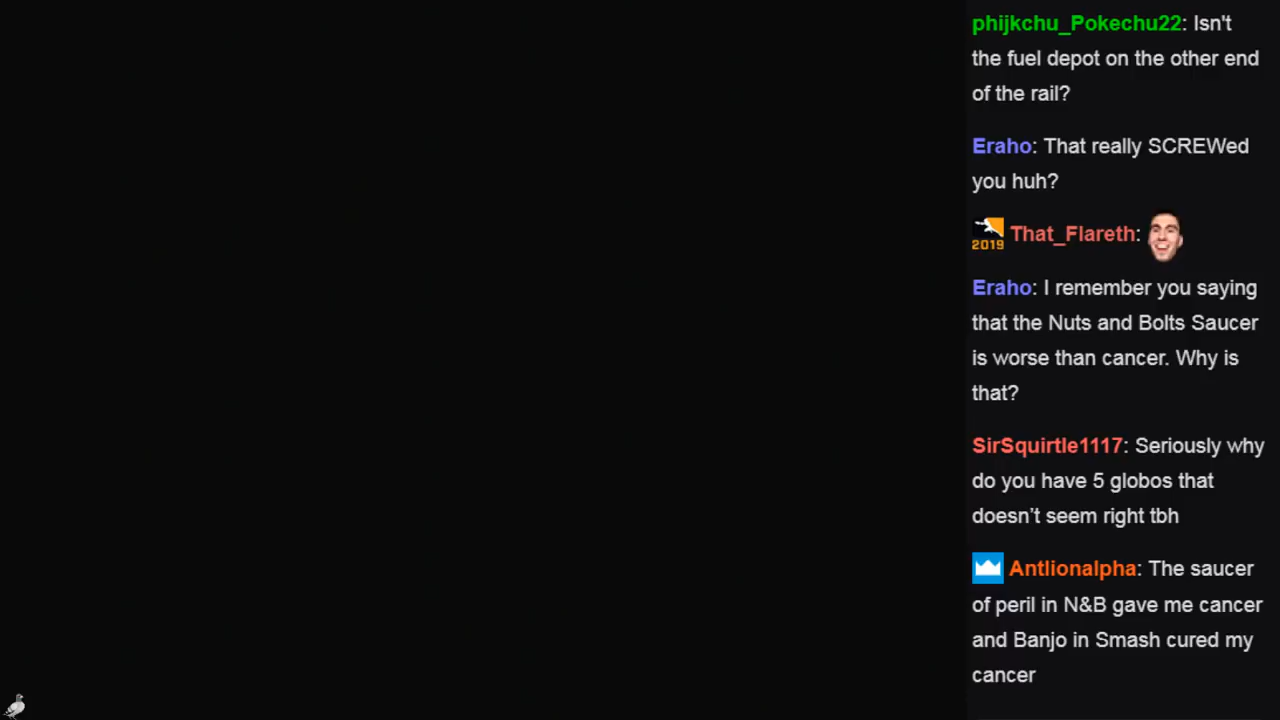 phijkchu_Pokechu22: Isn't
the fuel depot on the other end
of the rail?
Eraho: That really SCREWed
you huh?
2019 That_Flareth:
Eraho: I remember you saying
that the Nuts and Bolts Saucer
is worse than cancer. Why is
that?
SirSquirtle1117: Seriously why
do you have 5 globos that
doesn't seem right tbh
Antlionalpha: The saucer
of peril in N&B gave me cancer
and Banjo in Smash cured my
cancer